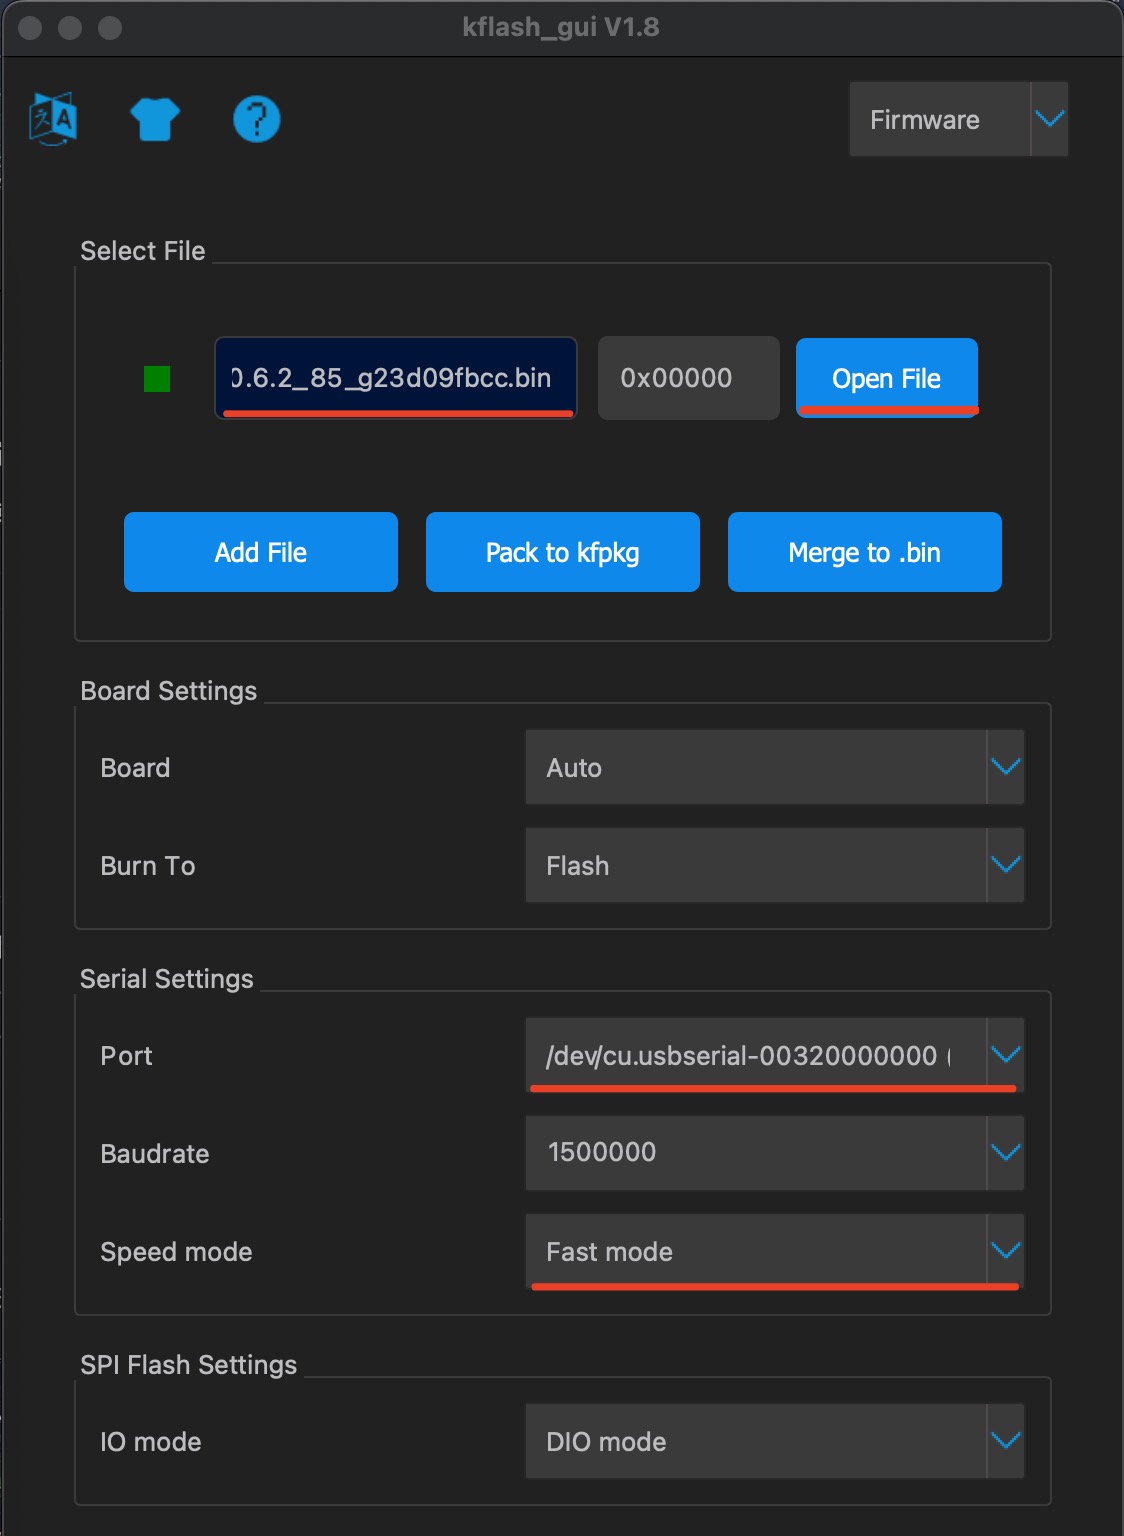 kflash_gui V1.8
Firmware
Select File
0.6.2_85_g23d09fbcc.bin
0x00000
Open File
Add File
Pack to kfpkg
Merge to .bin
Board Settings
Board
Auto
Burn To
Flash
Serial Settings
Port
/dev/cu.usbserial-00320000000 (
Baudrate
1500000
Speed mode
Fast mode
SPI Flash Settings
IO mode
DIO mode